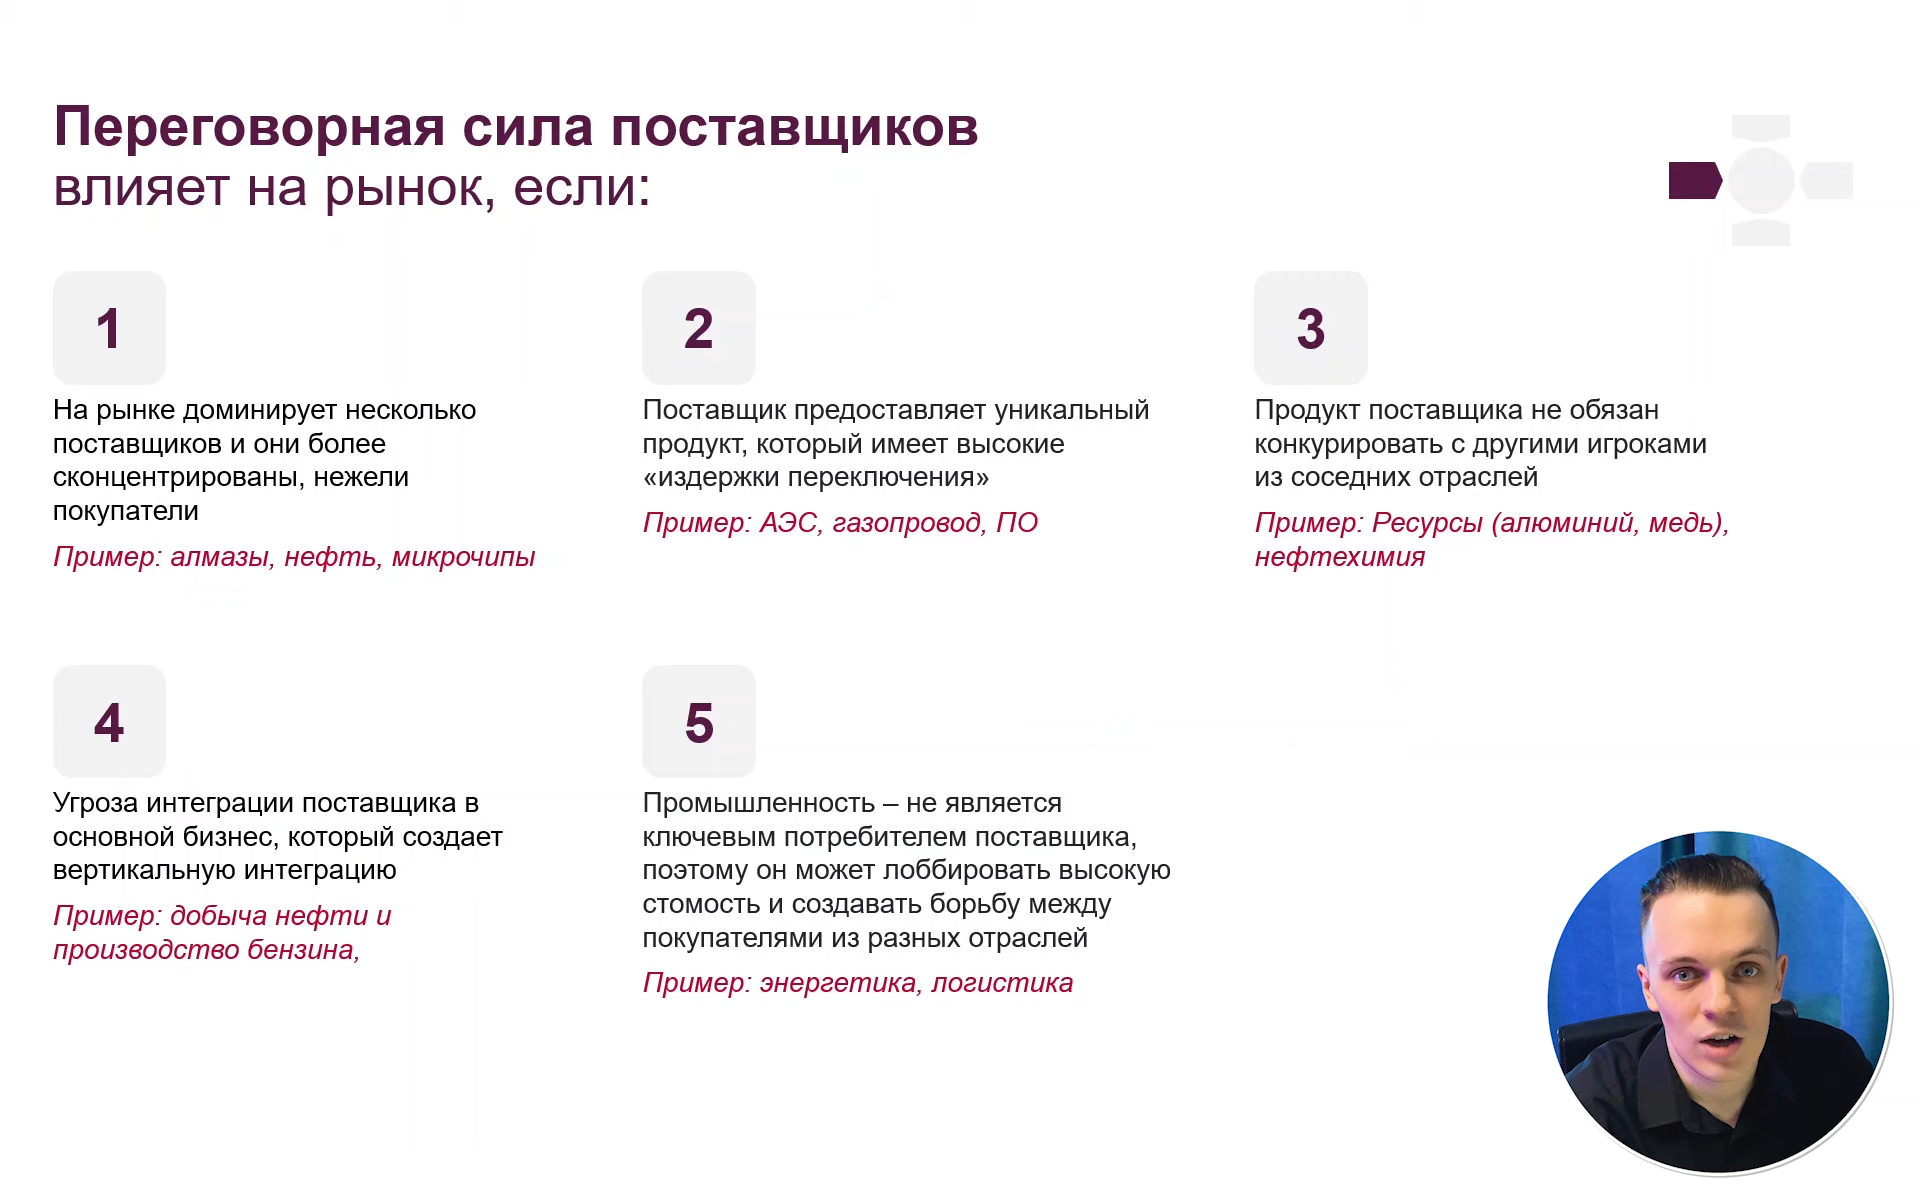 Переговорная сила поставщиков
влияет на рынок, если:
1
На рынке доминирует несколько
поставщиков и они более
сконцентрированы, нежели
покупатели
Пример: алмазы, нефть, микрочипы
2
Поставщик предоставляет уникальный
продукт, который имеет высокие
«издержки переключения»
Пример: АЭС, газопровод, ПО
3
Продукт поставщика не обязан
конкурировать с другими игроками
из соседних отраслей
Пример: Ресурсы (алюминий, медь),
нефтехимия
4
Угроза интеграции поставщика в
основной бизнес, который создает
вертикальную интеграцию
Пример: добыча нефти и
производство бензина,
5
Промышленность – не является
ключевым потребителем поставщика,
поэтому он может лоббировать высокую
стомость и создавать борьбу между
покупателями из разных отраслей
Пример: энергетика, логистика